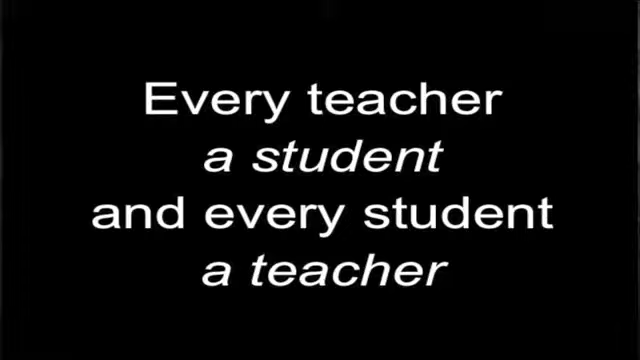 Every teacher
a student
and every student
a teacher